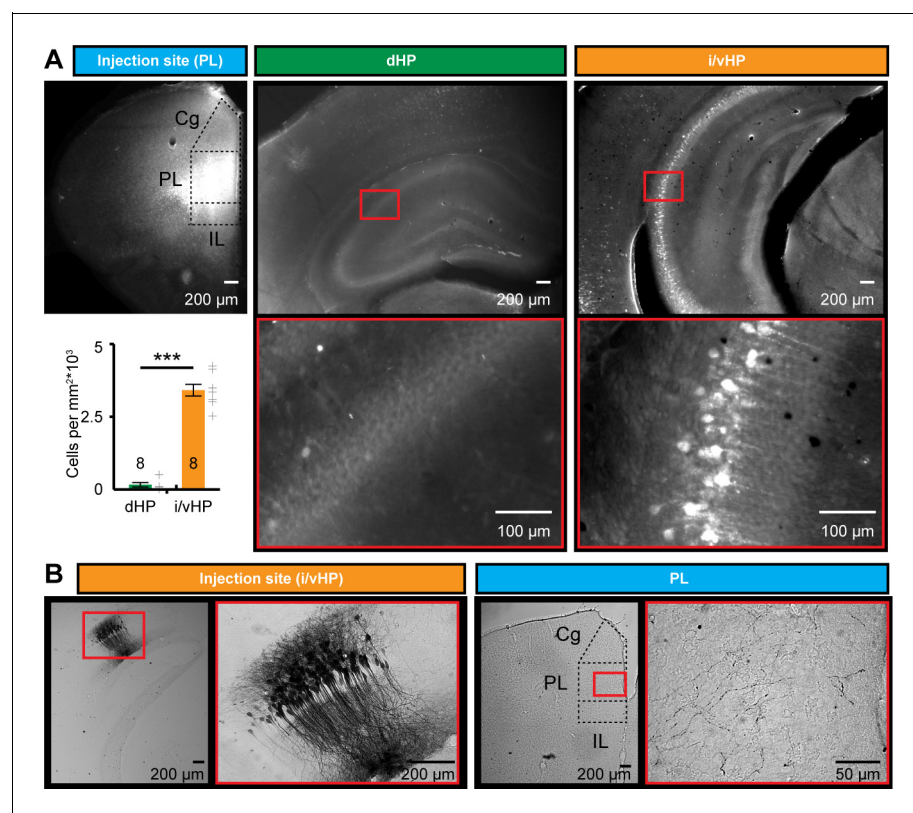 A
Injection site (PL)
dHP
i/vHP
Cg
PL
IL
200 µm
200 µm
200 µm
5
2.5
0
Cells per mm²*10³
***
8
8
dHP
i/vHP
100 µm
100 µm
B
Injection site (i/vHP)
PL
200 µm
200 µm
Cg
PL
IL
200 µm
50 µm